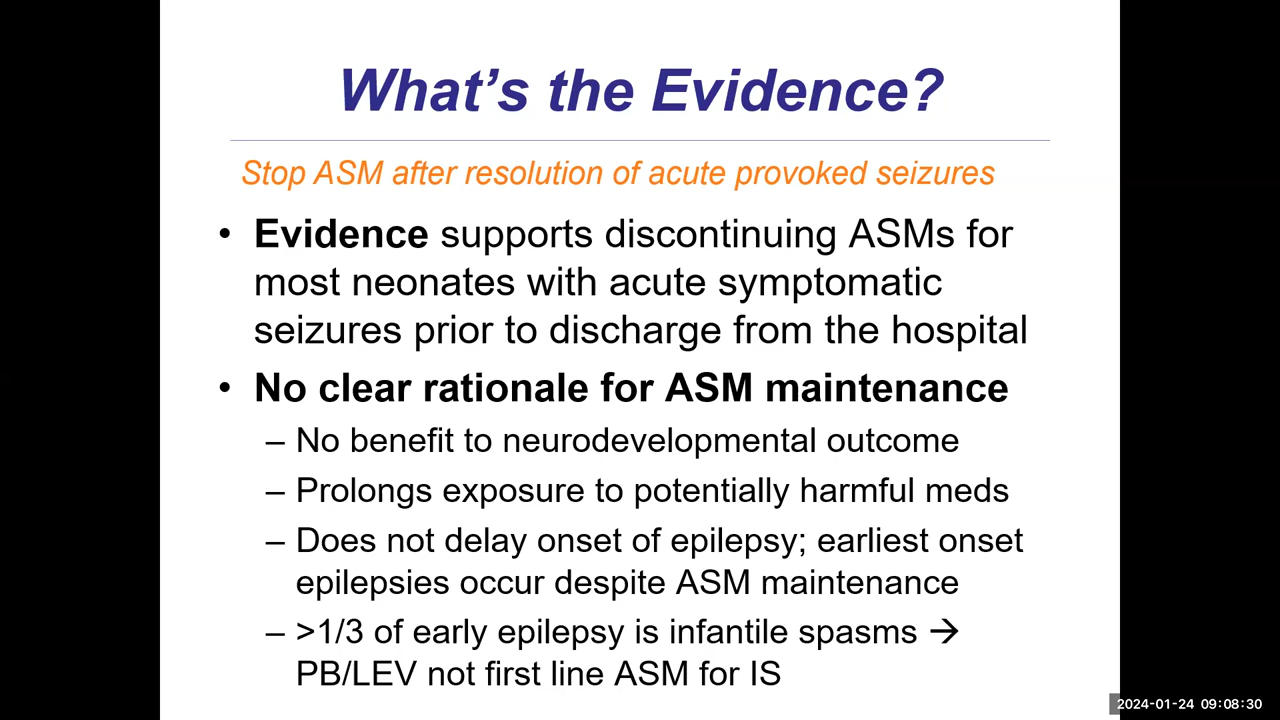 What's the Evidence?
Stop ASM after resolution of acute provoked seizures
• Evidence supports discontinuing ASMs for
most neonates with acute symptomatic
seizures prior to discharge from the hospital
• No clear rationale for ASM maintenance
– No benefit to neurodevelopmental outcome
– Prolongs exposure to potentially harmful meds
– Does not delay onset of epilepsy; earliest onset
epilepsies occur despite ASM maintenance
– >1/3 of early epilepsy is infantile spasms →
PB/LEV not first line ASM for IS
2024-01-24 09:08:30